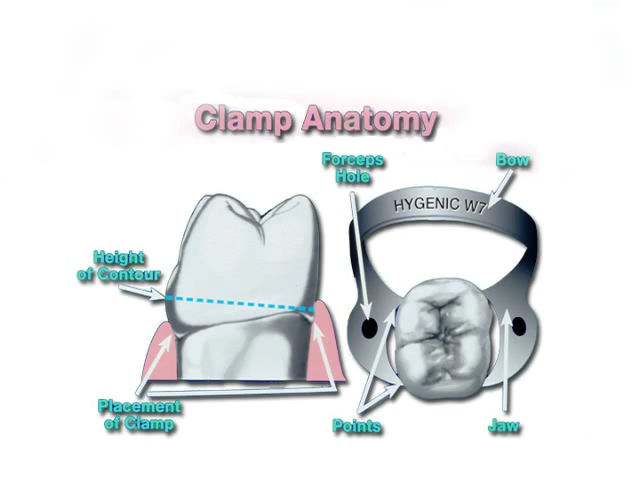 Clamp Anatomy
Forceps
Hole
Bow
HYGENIC W7
Height
of Contour
Placement
of Clamp
Points
Jaw